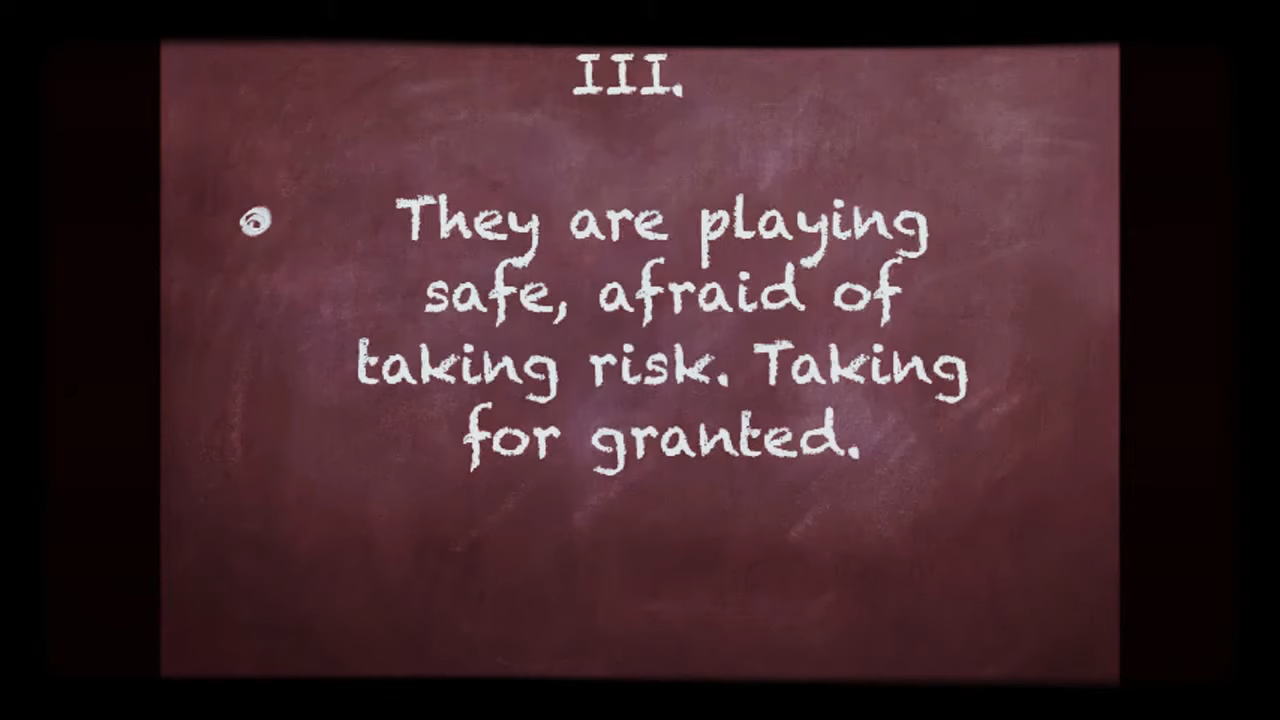 III.
They are playing
safe, afraid of
taking risk. Taking
for granted.